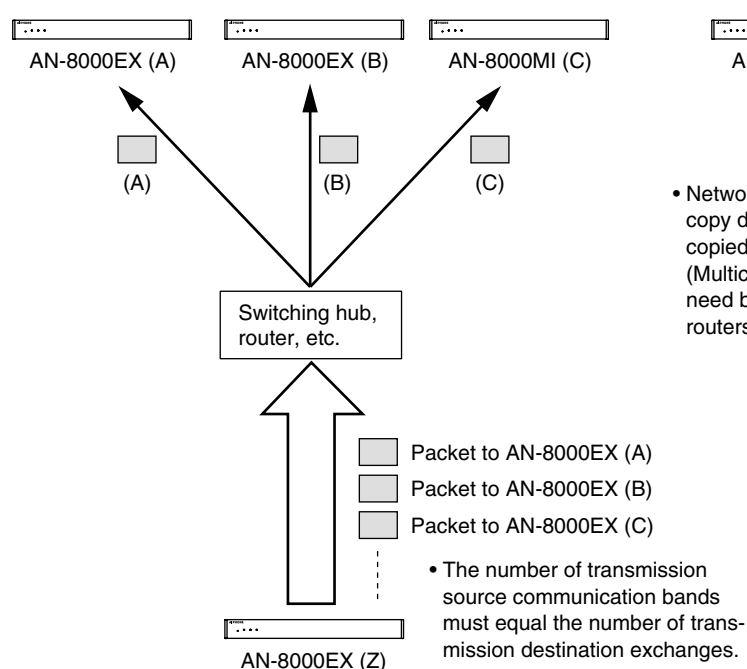 AN-8000EX (A)
AN-8000EX (B)
AN-8000MI (C)
A
(A)
(B)
(C)
• Netwo
copy d
copied
(Multic
need b
routers
Switching hub,
router, etc.
Packet to AN-8000EX (A)
Packet to AN-8000EX (B)
Packet to AN-8000EX (C)
• The number of transmission
source communication bands
must equal the number of trans-
mission destination exchanges.
AN-8000EX (Z)